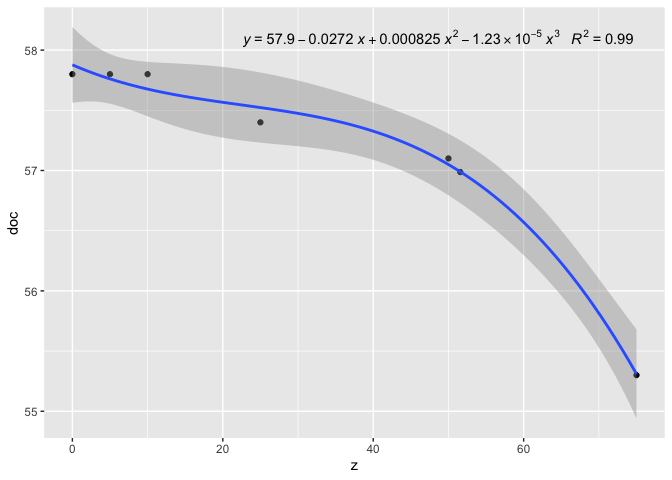 y = 57.9 – 0.0272 x + 0.000825 x² – 1.23 × 10⁻⁵ x³   R² = 0.99
58
57
56
55
doc
0 20 40 60
z